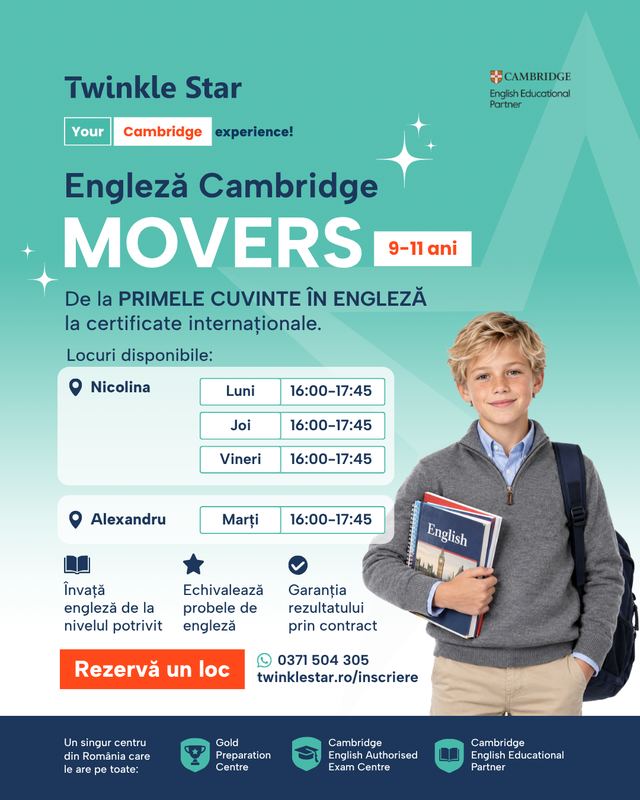 Twinkle Star
CAMBRIDGE
English Educational
Partner
Your Cambridge experience!
Engleză Cambridge
MOVERS
9-11 ani
De la PRIMELE CUVINTE ÎN ENGLEZĂ
la certificate internaționale.
Locuri disponibile:
Nicolina
Luni 16:00-17:45
Joi 16:00-17:45
Vineri 16:00-17:45
Alexandru
Marți 16:00-17:45
English
Învață
engleză de la
nivelul potrivit
Echivalează
probele de
engleză
Garanția
rezultatului
prin contract
Rezervă un loc
0371 504 305
twinklestar.ro/inscriere
Un singur centru
din România care
le are pe toate:
Gold
Preparation
Centre
Cambridge
English Authorised
Exam Centre
Cambridge
English Educational
Partner